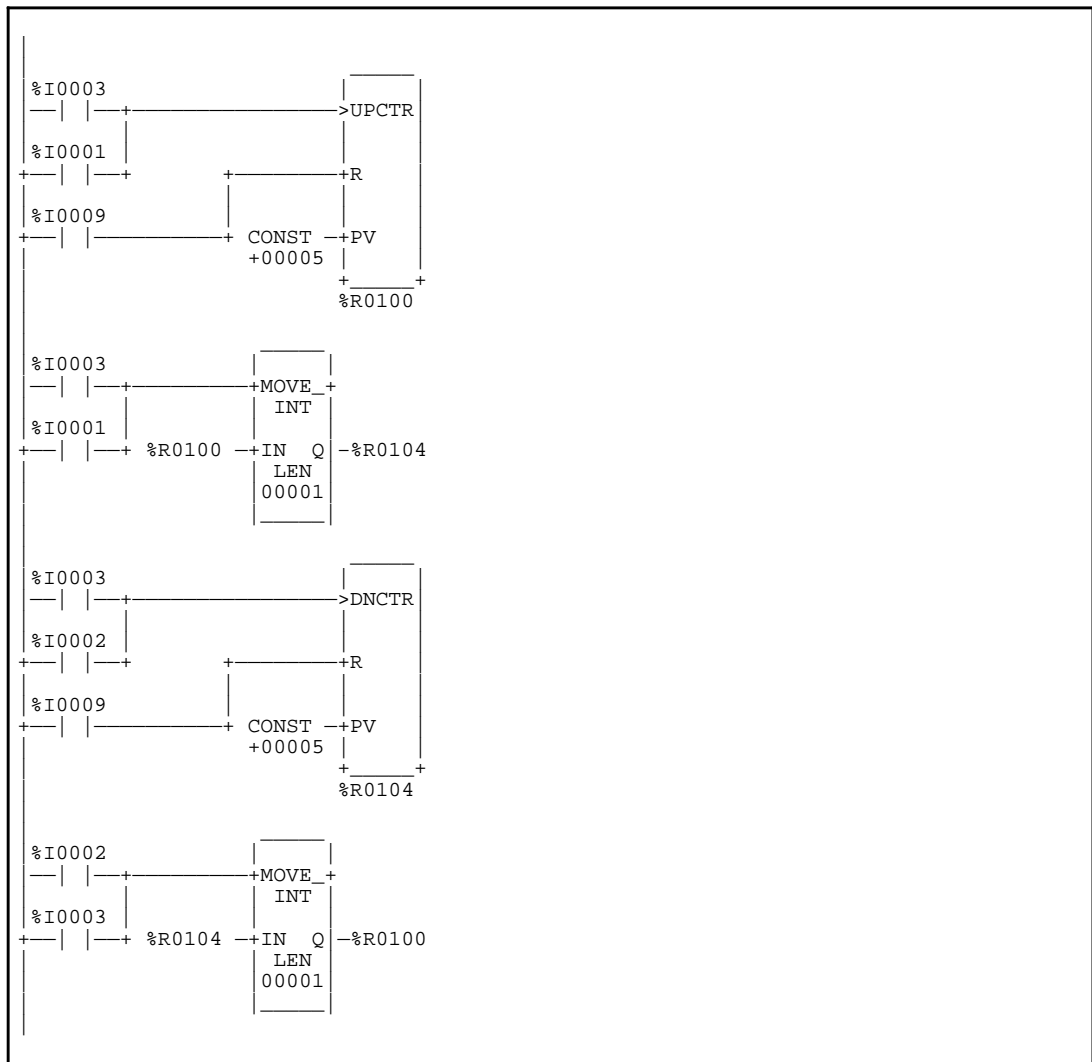 %I0003
>UPCTR
%I0001
R
%I0009
CONST PV
+00005
%R0100
%I0003
MOVE_
INT
%I0001
%R0100 IN Q %R0104
LEN
00001
%I0003
>DNCTR
%I0002
R
%I0009
CONST PV
+00005
%R0104
%I0002
MOVE_
INT
%I0003
%R0104 IN Q %R0100
LEN
00001